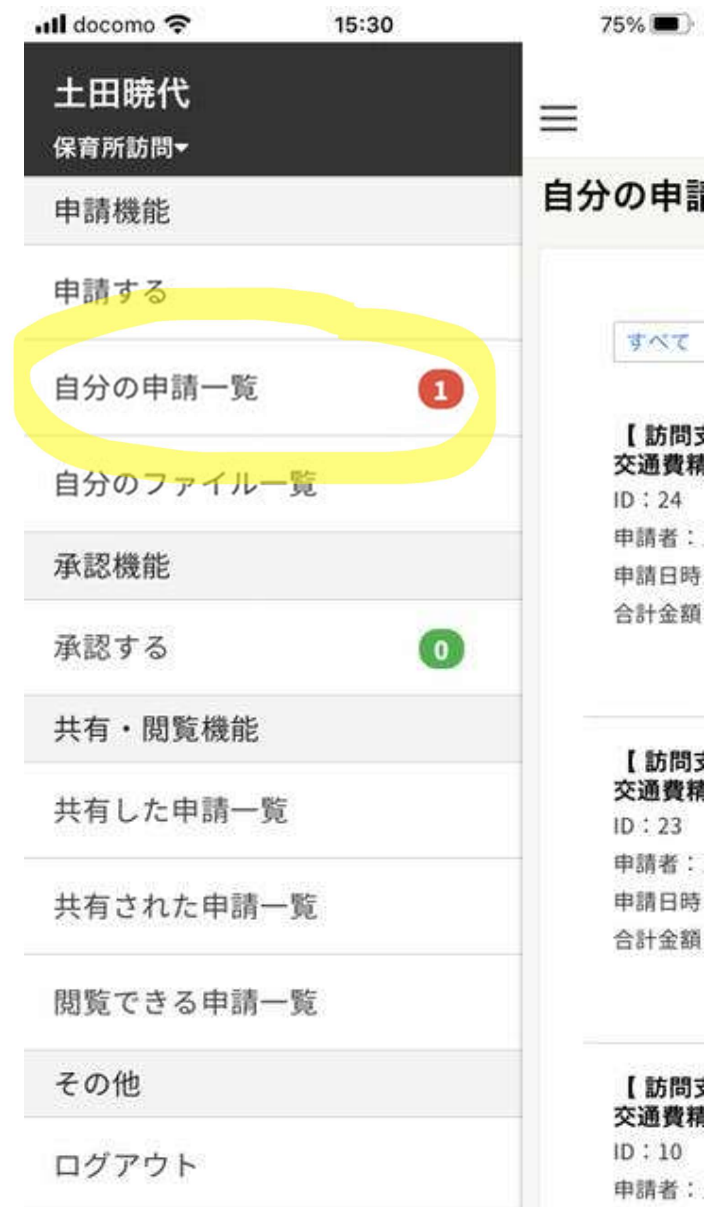 docomo 15:30 75%
土田暁代
保育所訪問▾
申請機能
申請する
自分の申請一覧 1
自分のファイル一覧
承認機能
承認する 0
共有・閲覧機能
共有した申請一覧
共有された申請一覧
閲覧できる申請一覧
その他
ログアウト
自分の申請
すべて
【訪問支
交通費精
ID：24
申請者：
申請日時
合計金額
【訪問支
交通費精
ID：23
申請者：
申請日時
合計金額
【訪問支
交通費精
ID：10
申請者：